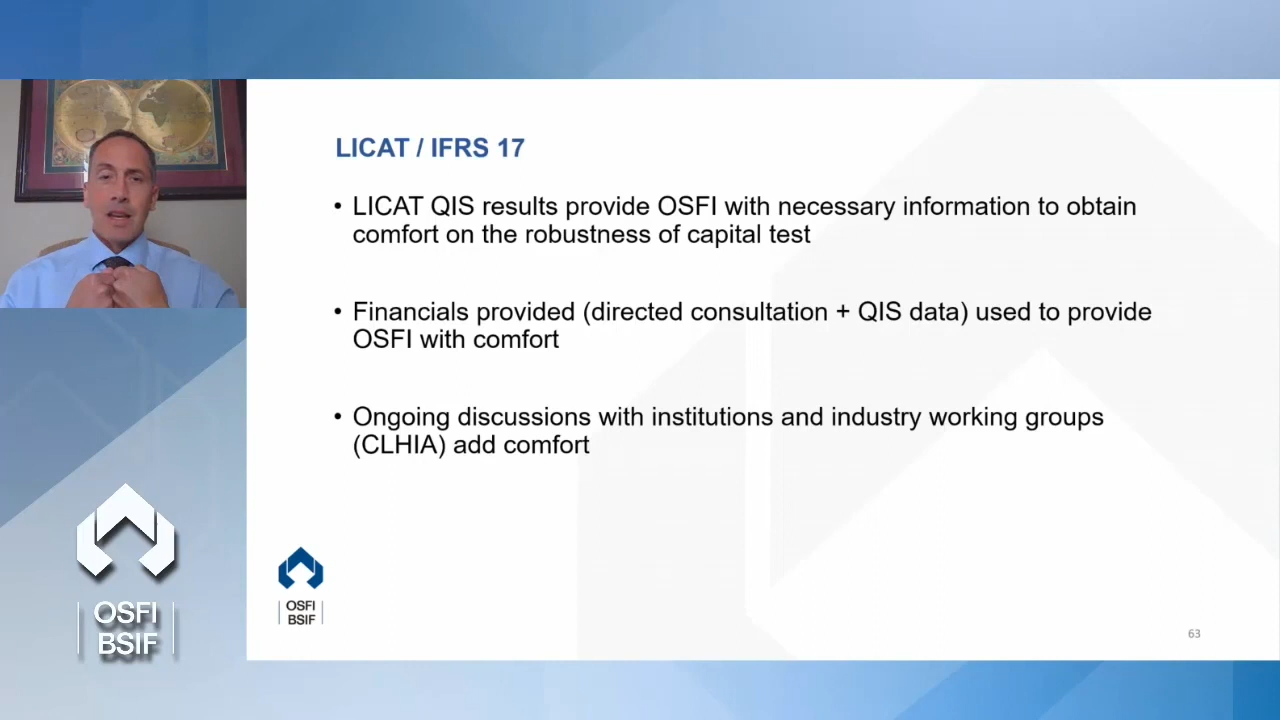 LICAT / IFRS 17
• LICAT QIS results provide OSFI with necessary information to obtain
comfort on the robustness of capital test
• Financials provided (directed consultation + QIS data) used to provide
OSFI with comfort
• Ongoing discussions with institutions and industry working groups
(CLHIA) add comfort
OSFI
BSIF
OSFI
BSIF
63